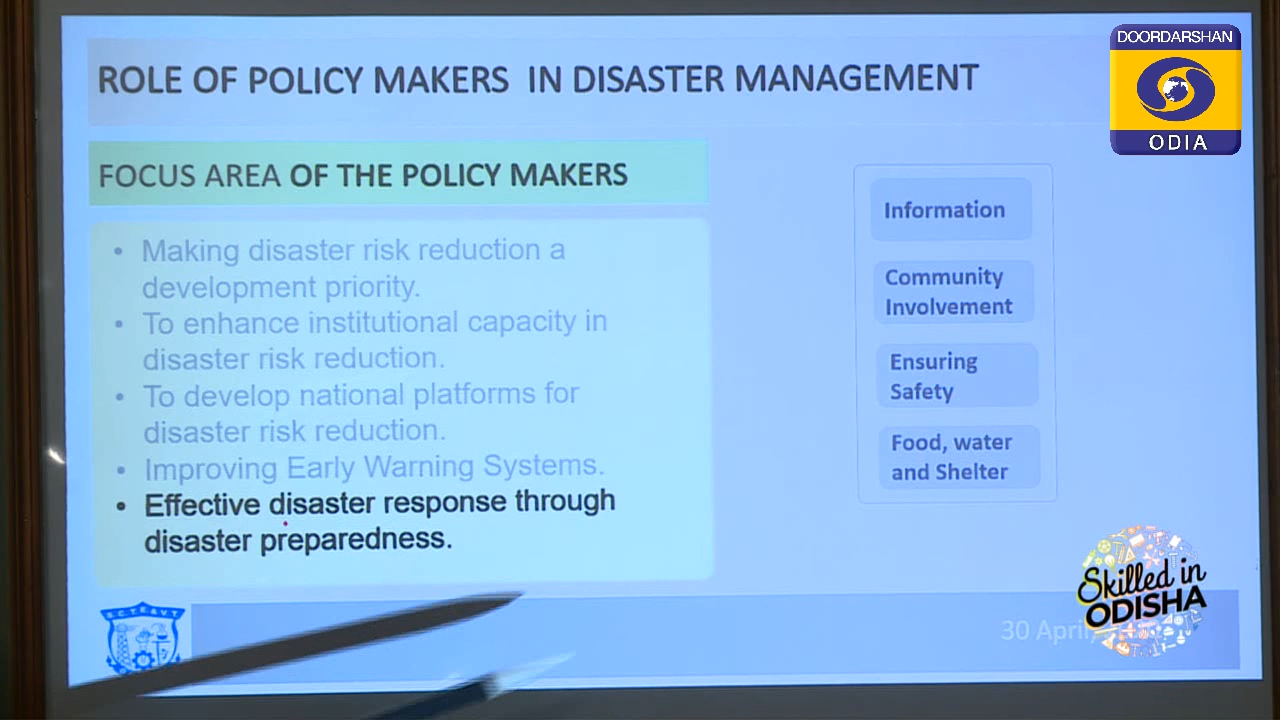 DOORDARSHAN
ODIA
ROLE OF POLICY MAKERS IN DISASTER MANAGEMENT
FOCUS AREA OF THE POLICY MAKERS
• Making disaster risk reduction a
development priority.
• To enhance institutional capacity in
disaster risk reduction.
• To develop national platforms for
disaster risk reduction.
• Improving Early Warning Systems.
• Effective disaster response through
disaster preparedness.
Information
Community
Involvement
Ensuring
Safety
Food, water
and Shelter
S.C.T.E & V.T.
30 April
Skilled in
ODISHA